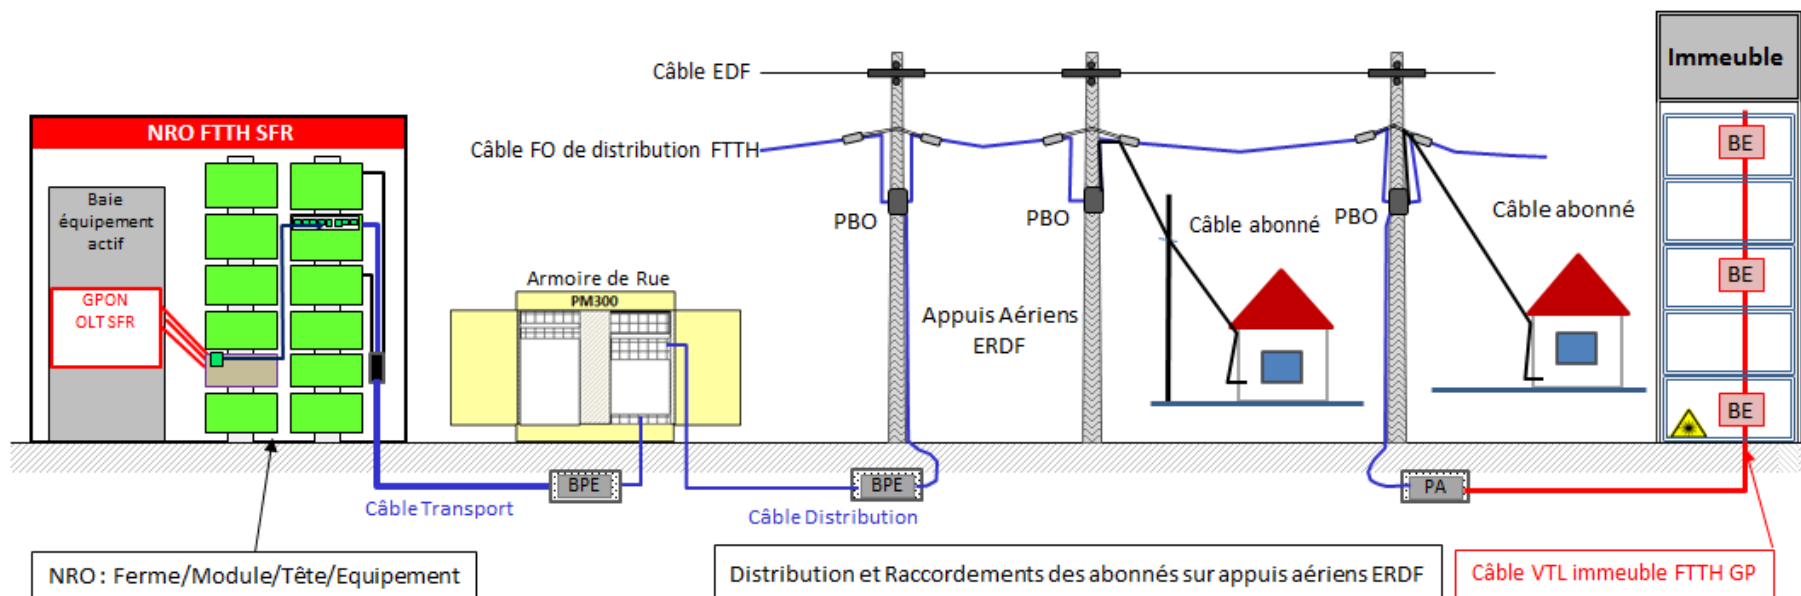 Immeuble
Câble EDF
NRO FTTH SFR
BE
Câble FO de distribution FTTH
Baie
équipement
actif
PBO
PBO
PBO
Câble abonné
Câble abonné
Armoire de Rue
PM300
BE
GPON
OLT SFR
Appuis Aériens
ERDF
BE
BPE
BPE
PA
Câble Transport
Câble Distribution
NRO : Ferme/Module/Tête/Equipement
Distribution et Raccordements des abonnés sur appuis aériens ERDF
Câble VTL immeuble FTTH GP